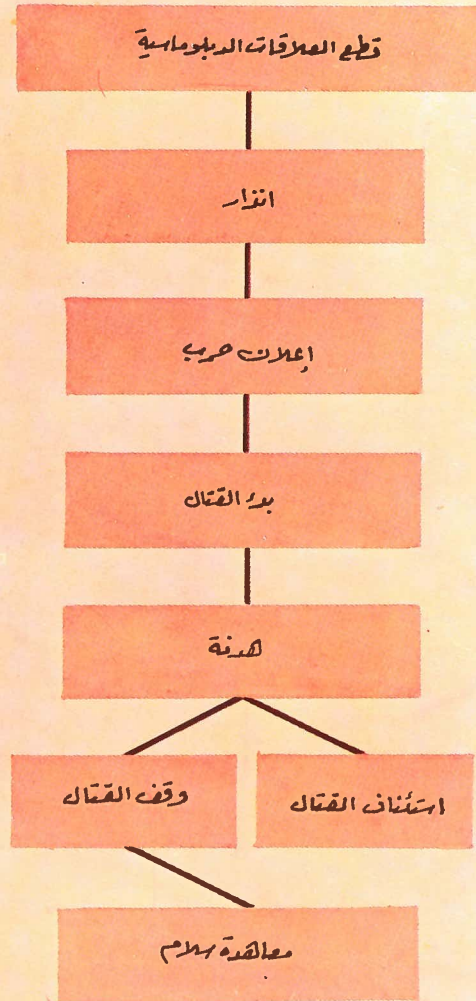 قطع العلاقات الدبلوماسية
انذار
إعلان حرب
بدء القتال
هدنة
استئناف القتال
وقف القتال
معاهدة سلام